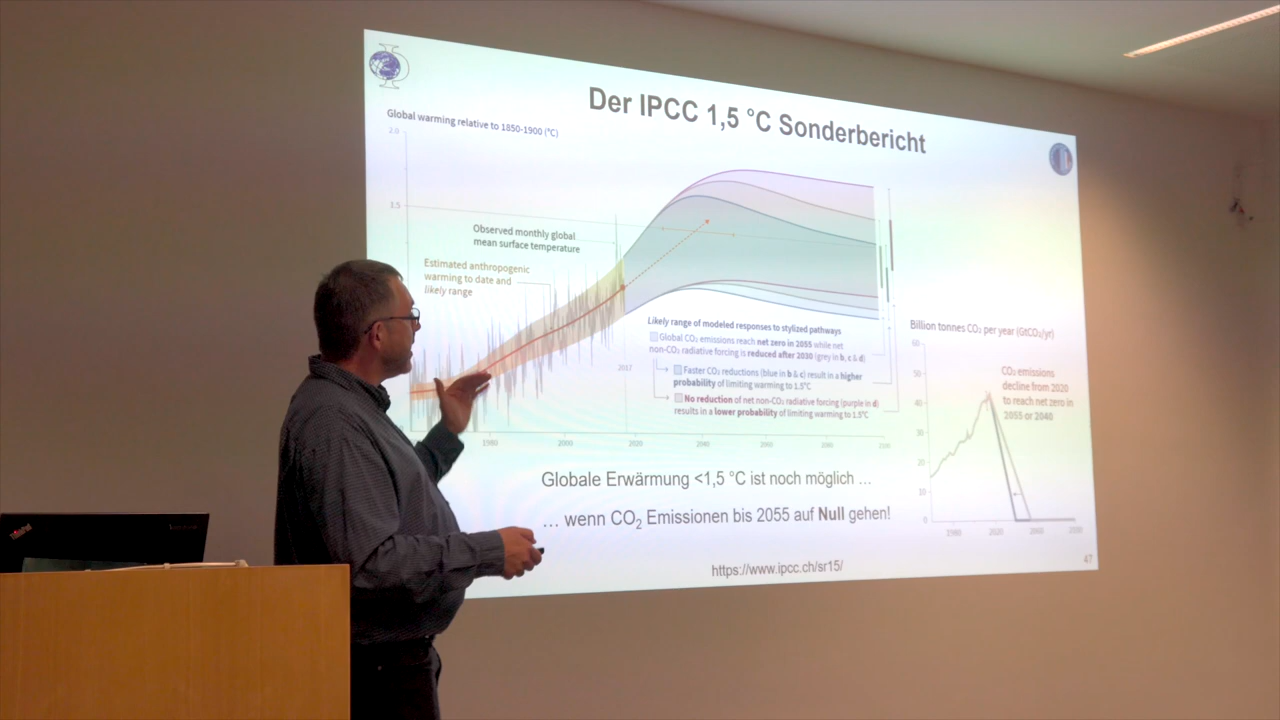 Der IPCC 1,5 °C Sonderbericht
Global warming relative to 1850-1900 (°C)
2.0
1.5
Observed monthly global
mean surface temperature
Estimated anthropogenic
warming to date and
likely range
Likely range of modeled responses to stylized pathways
Global CO₂ emissions reach net zero in 2055 while net
non-CO₂ radiative forcing is reduced after 2030 (grey in b, c & d)
Faster CO₂ reductions (blue in b & c) result in a higher
probability of limiting warming to 1.5°C
No reduction of net non-CO₂ radiative forcing (purple in d)
results in a lower probability of limiting warming to 1.5°C
2017
1980 2000 2020 2040 2060 2080 2100
Billion tonnes CO₂ per year (GtCO₂/yr)
60
50
40
30
20
10
0
CO₂ emissions
decline from 2020
to reach net zero in
2055 or 2040
1980 2020 2060 2100
Globale Erwärmung <1,5 °C ist noch möglich ...
... wenn CO₂ Emissionen bis 2055 auf Null gehen!
https://www.ipcc.ch/sr15/
47
ThinkPad